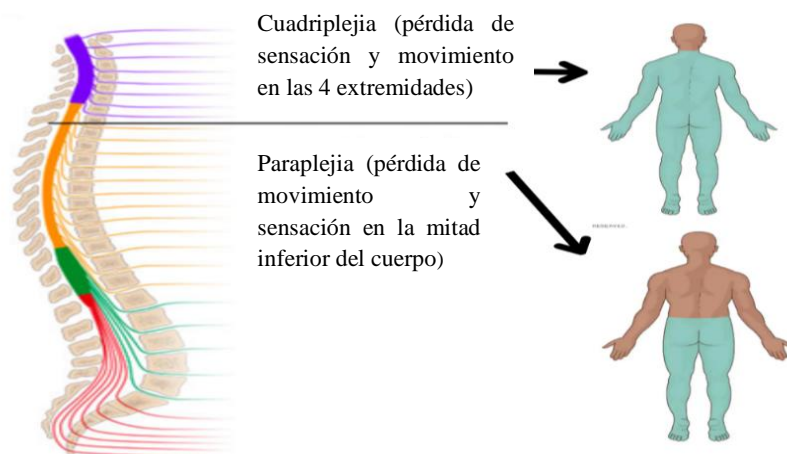 Cuadriplejia (pérdida de
sensación y movimiento
en las 4 extremidades)
Paraplejia (pérdida de
movimiento y
sensación en la mitad
inferior del cuerpo)